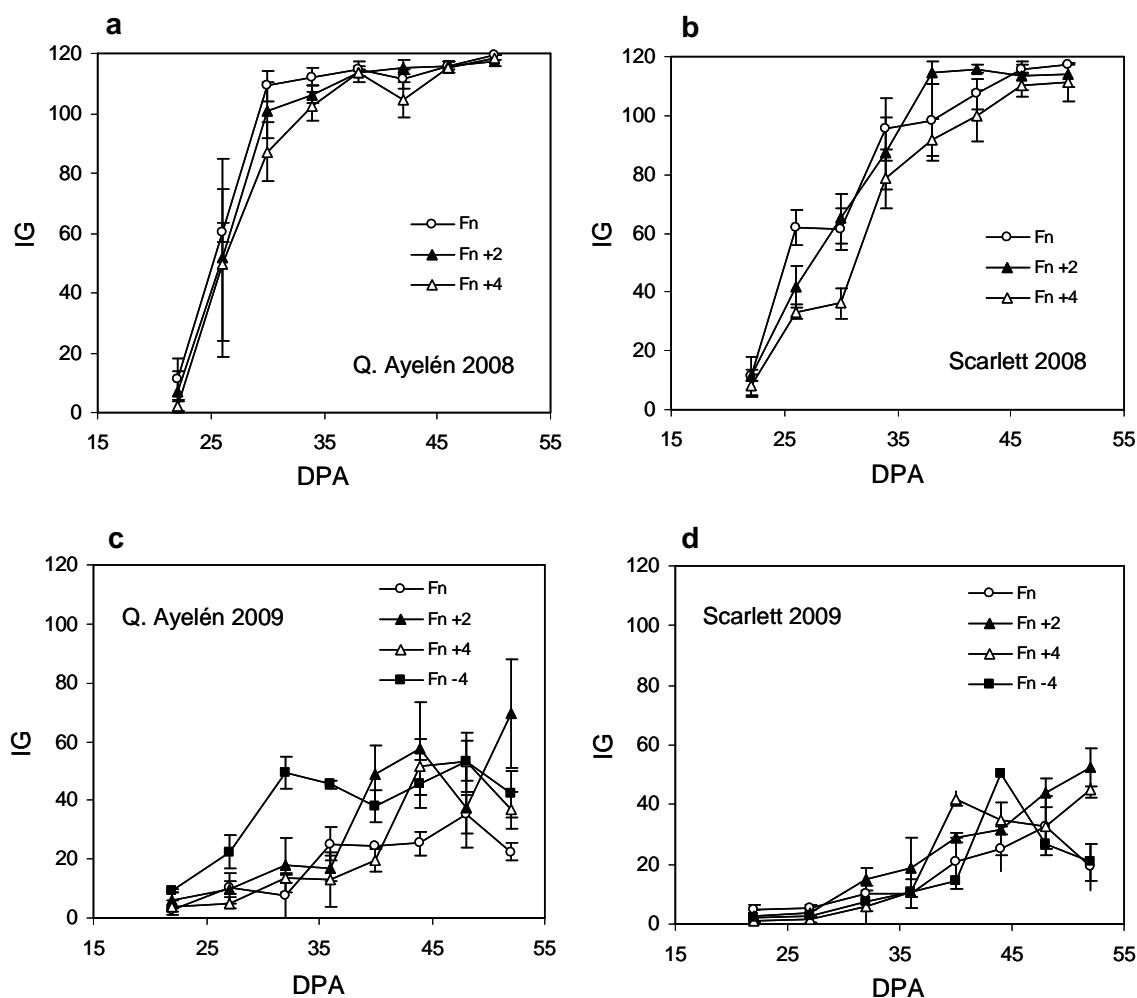 a
120
100
80
60
40
20
0
IG
Fn
Fn +2
Fn +4
Q. Ayelén 2008
15 25 35 45 55
DPA
b
120
100
80
60
40
20
0
IG
Fn
Fn +2
Fn +4
Scarlett 2008
15 25 35 45 55
DPA
c
120
100
80
60
40
20
0
IG
Q. Ayelén 2009
Fn
Fn +2
Fn +4
Fn -4
15 25 35 45 55
DPA
d
120
100
80
60
40
20
0
IG
Scarlett 2009
Fn
Fn +2
Fn +4
Fn -4
15 25 35 45 55
DPA